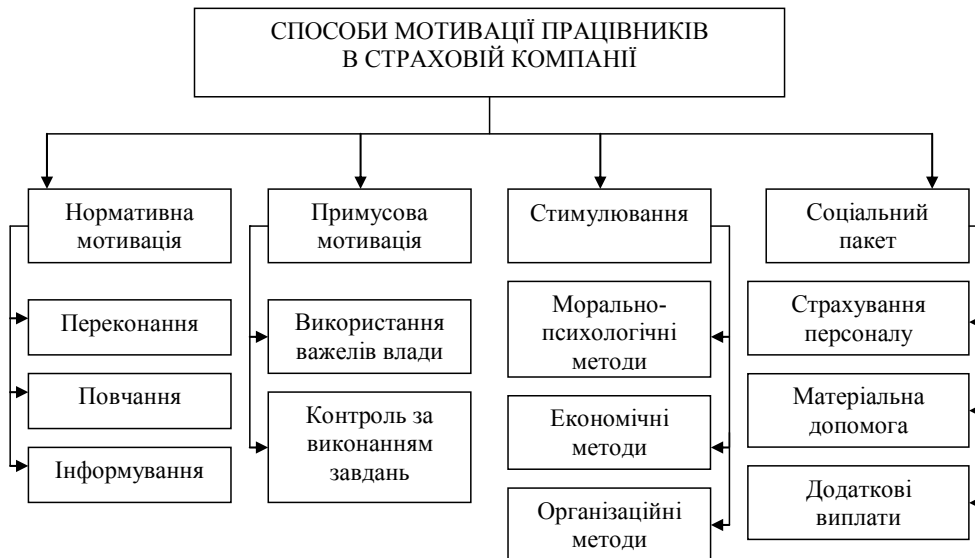 СПОСОБИ МОТИВАЦІЇ ПРАЦІВНИКІВ
В СТРАХОВІЙ КОМПАНІЇ
Нормативна
мотивація
Переконання
Повчання
Інформування
Примусова
мотивація
Використання
важелів влади
Контроль за
виконанням
завдань
Стимулювання
Морально-
психологічні
методи
Економічні
методи
Організаційні
методи
Соціальний
пакет
Страхування
персоналу
Матеріальна
допомога
Додаткові
виплати